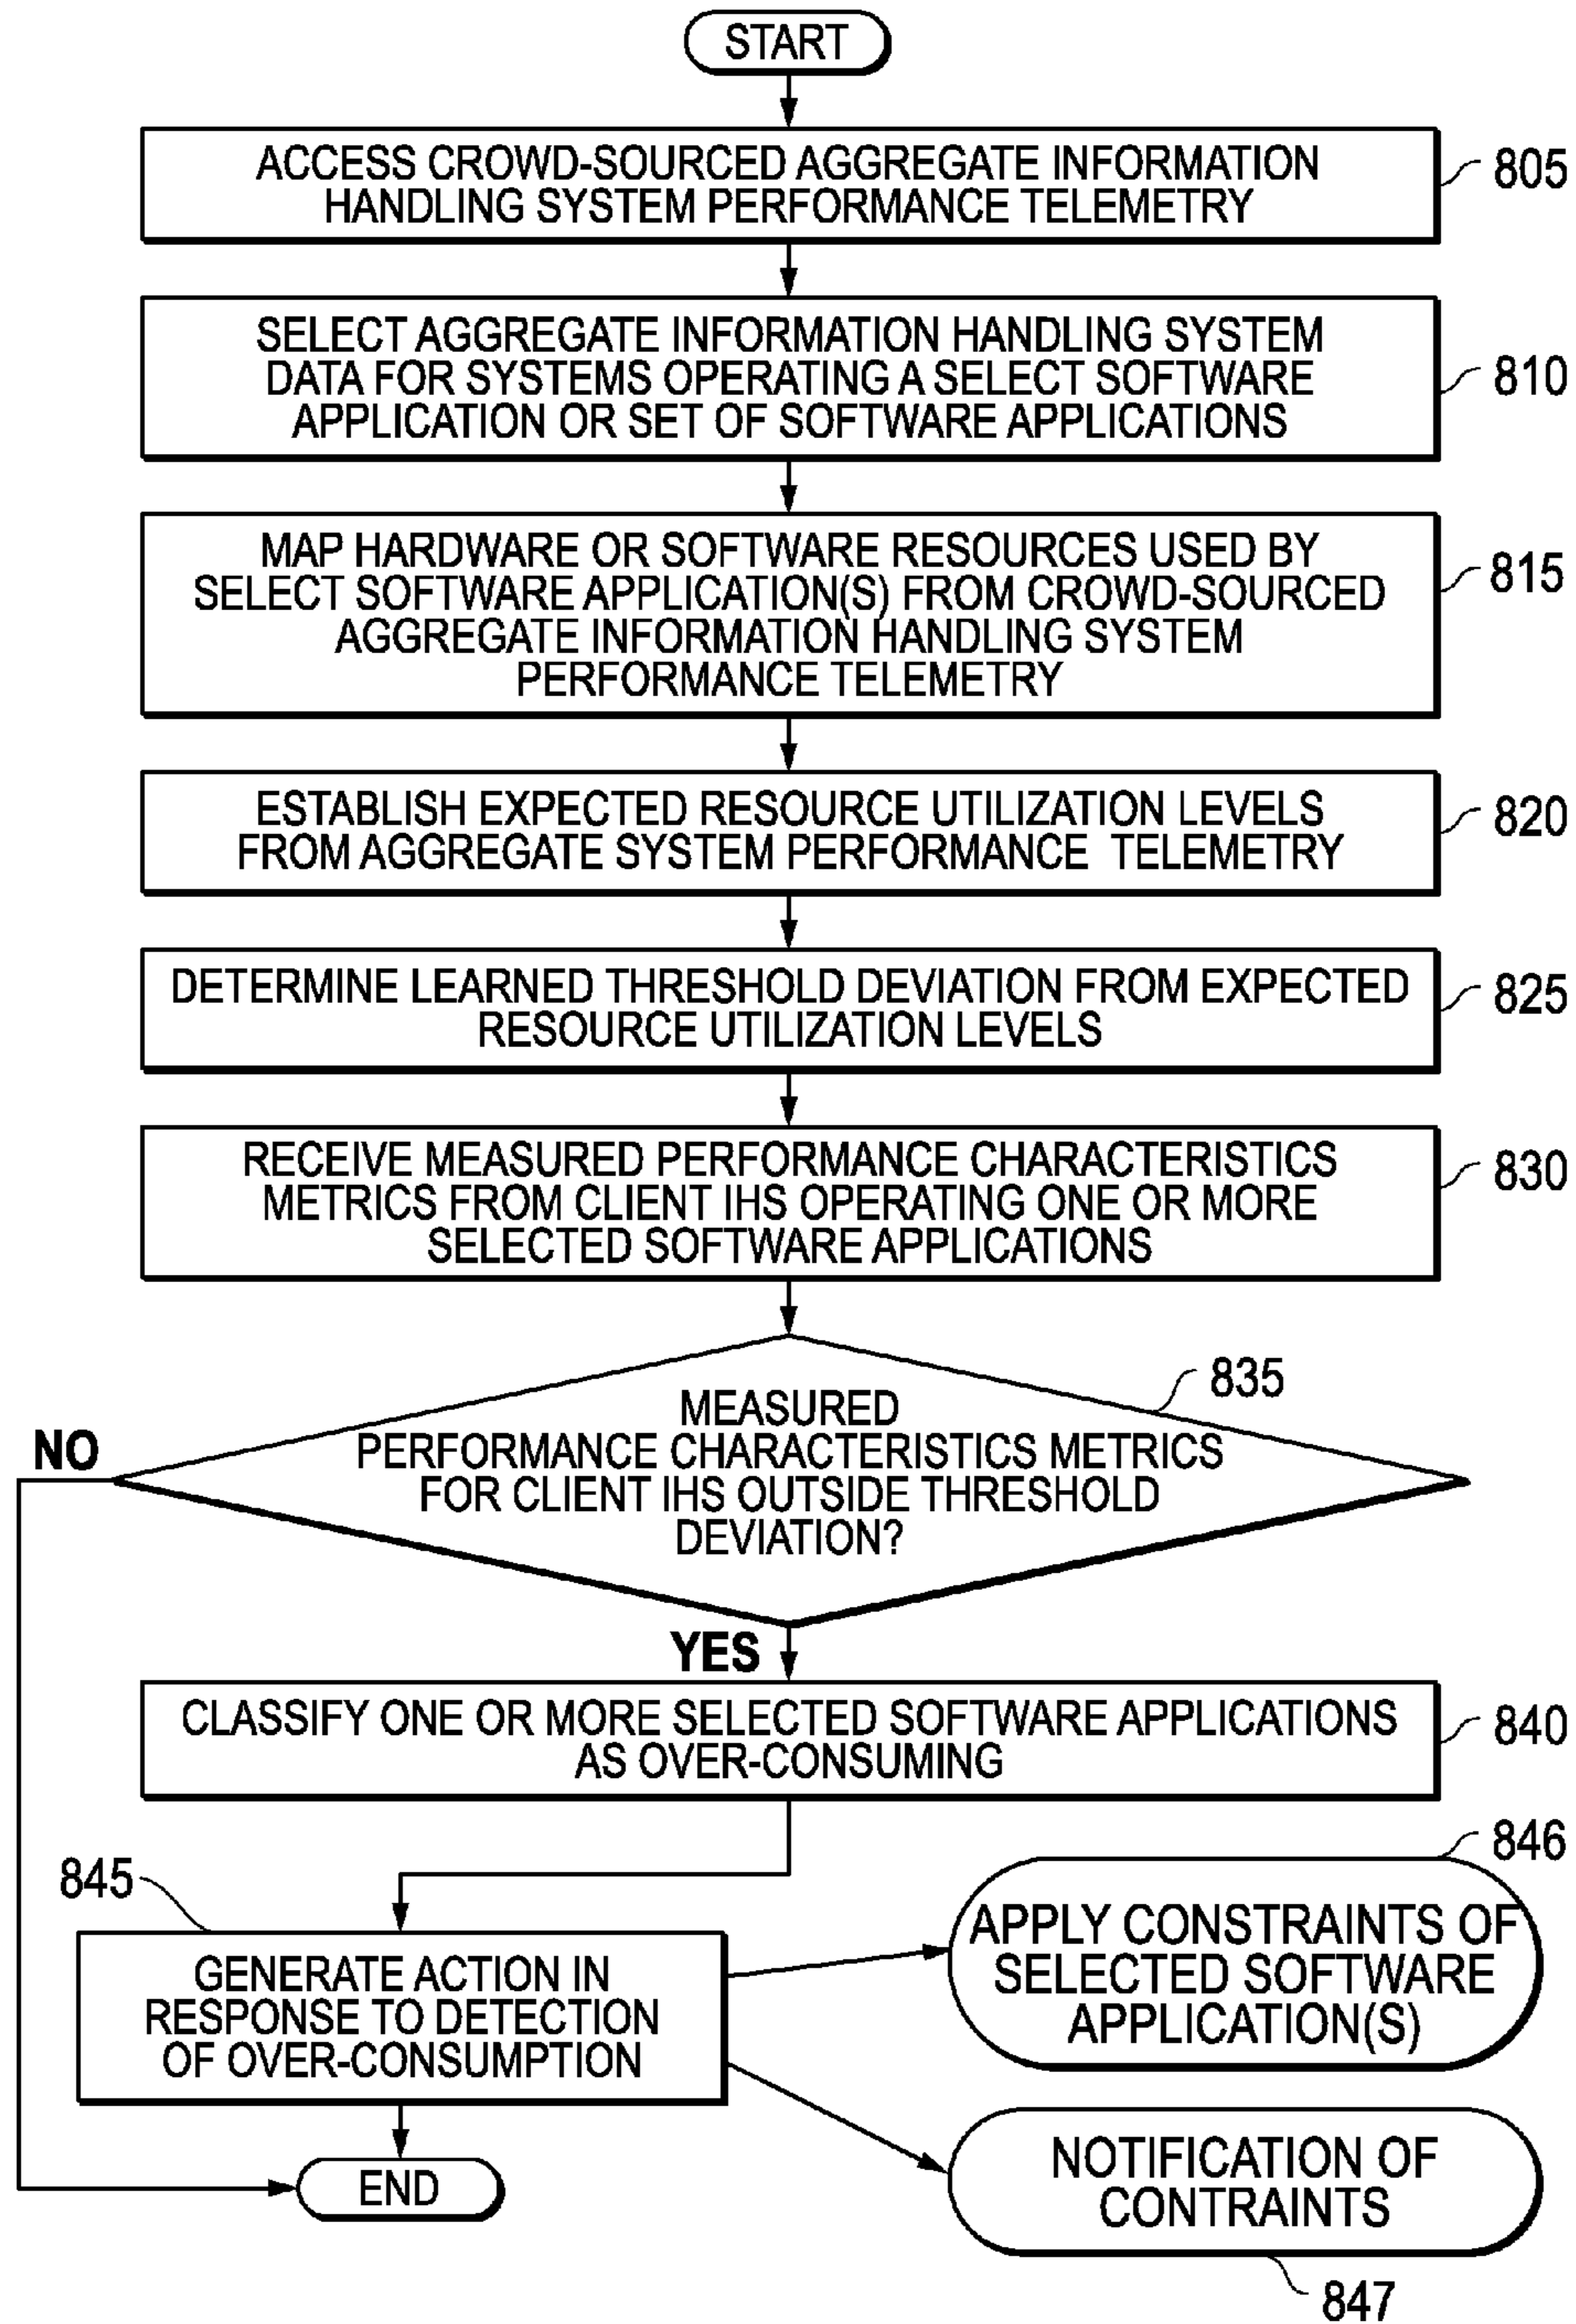 START
ACCESS CROWD-SOURCED AGGREGATE INFORMATION
HANDLING SYSTEM PERFORMANCE TELEMETRY
805
SELECT AGGREGATE INFORMATION HANDLING SYSTEM
DATA FOR SYSTEMS OPERATING A SELECT SOFTWARE
APPLICATION OR SET OF SOFTWARE APPLICATIONS
810
MAP HARDWARE OR SOFTWARE RESOURCES USED BY
SELECT SOFTWARE APPLICATION(S) FROM CROWD-SOURCED
AGGREGATE INFORMATION HANDLING SYSTEM
PERFORMANCE TELEMETRY
815
ESTABLISH EXPECTED RESOURCE UTILIZATION LEVELS
FROM AGGREGATE SYSTEM PERFORMANCE TELEMETRY
820
DETERMINE LEARNED THRESHOLD DEVIATION FROM EXPECTED
RESOURCE UTILIZATION LEVELS
825
RECEIVE MEASURED PERFORMANCE CHARACTERISTICS
METRICS FROM CLIENT IHS OPERATING ONE OR MORE
SELECTED SOFTWARE APPLICATIONS
830
835
MEASURED
PERFORMANCE CHARACTERISTICS METRICS
FOR CLIENT IHS OUTSIDE THRESHOLD
DEVIATION?
NO
YES
CLASSIFY ONE OR MORE SELECTED SOFTWARE APPLICATIONS
AS OVER-CONSUMING
840
845
GENERATE ACTION IN
RESPONSE TO DETECTION
OF OVER-CONSUMPTION
846
APPLY CONSTRAINTS OF
SELECTED SOFTWARE
APPLICATION(S)
NOTIFICATION OF
CONTRAINTS
847
END